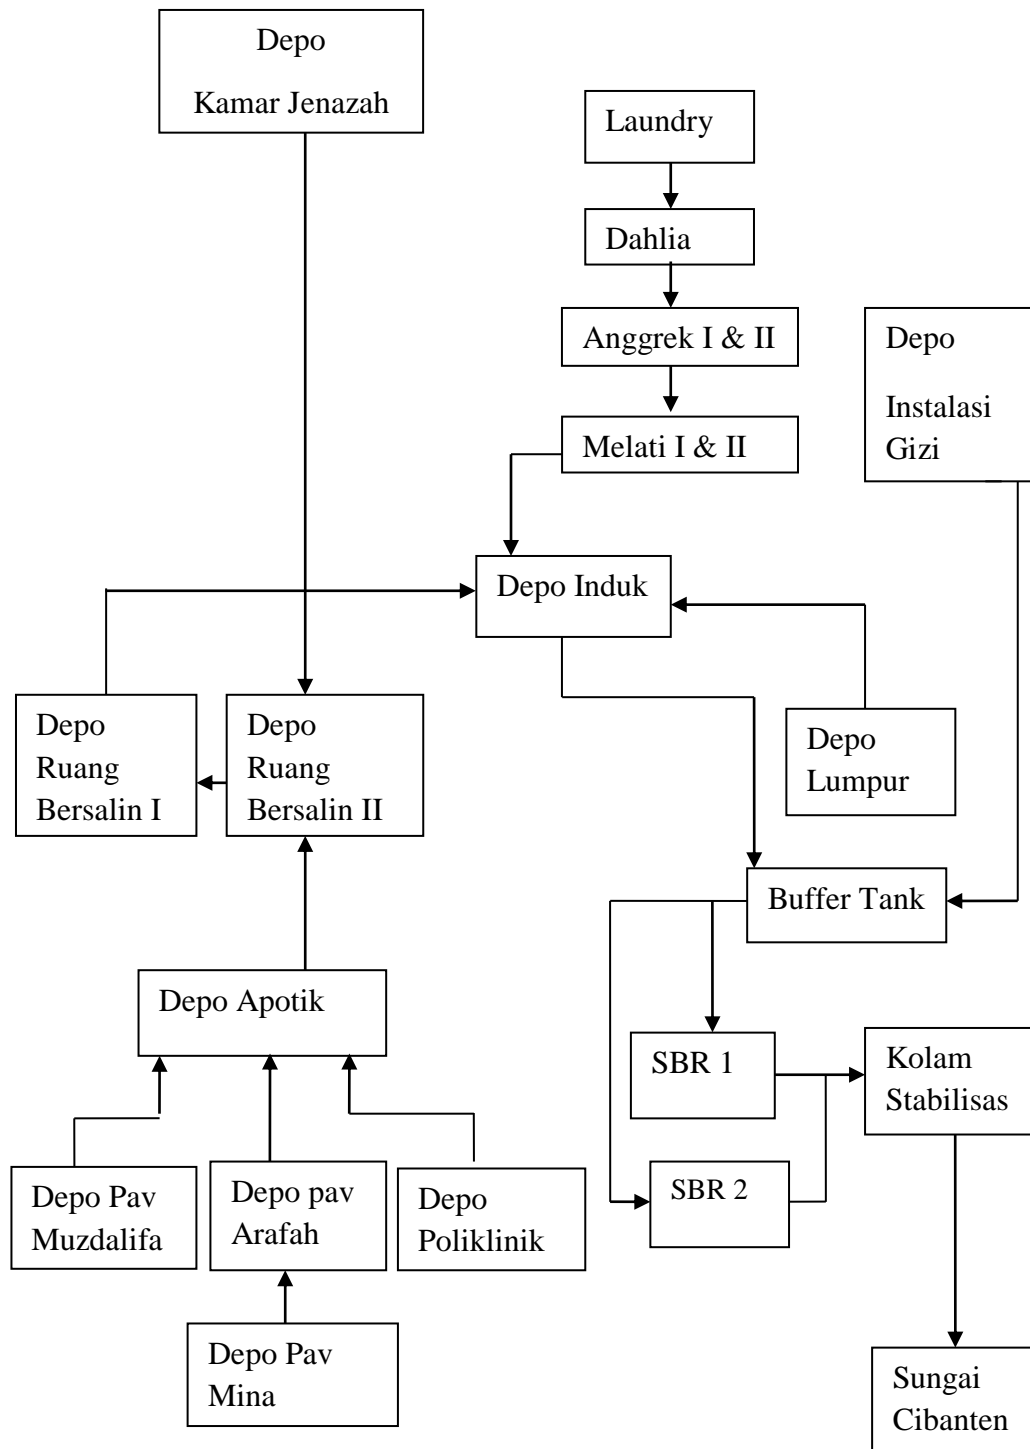 Depo
Kamar Jenazah
Laundry
Dahlia
Anggrek I & II
Depo
Instalasi
Gizi
Melati I & II
Depo Induk
Depo
Ruang
Bersalin I
Depo
Ruang
Bersalin II
Depo
Lumpur
Buffer Tank
Depo Apotik
SBR 1
Kolam
Stabilisas
Depo Pav
Muzdalifa
Depo pav
Arafah
Depo
Poliklinik
SBR 2
Depo Pav
Mina
Sungai
Cibanten